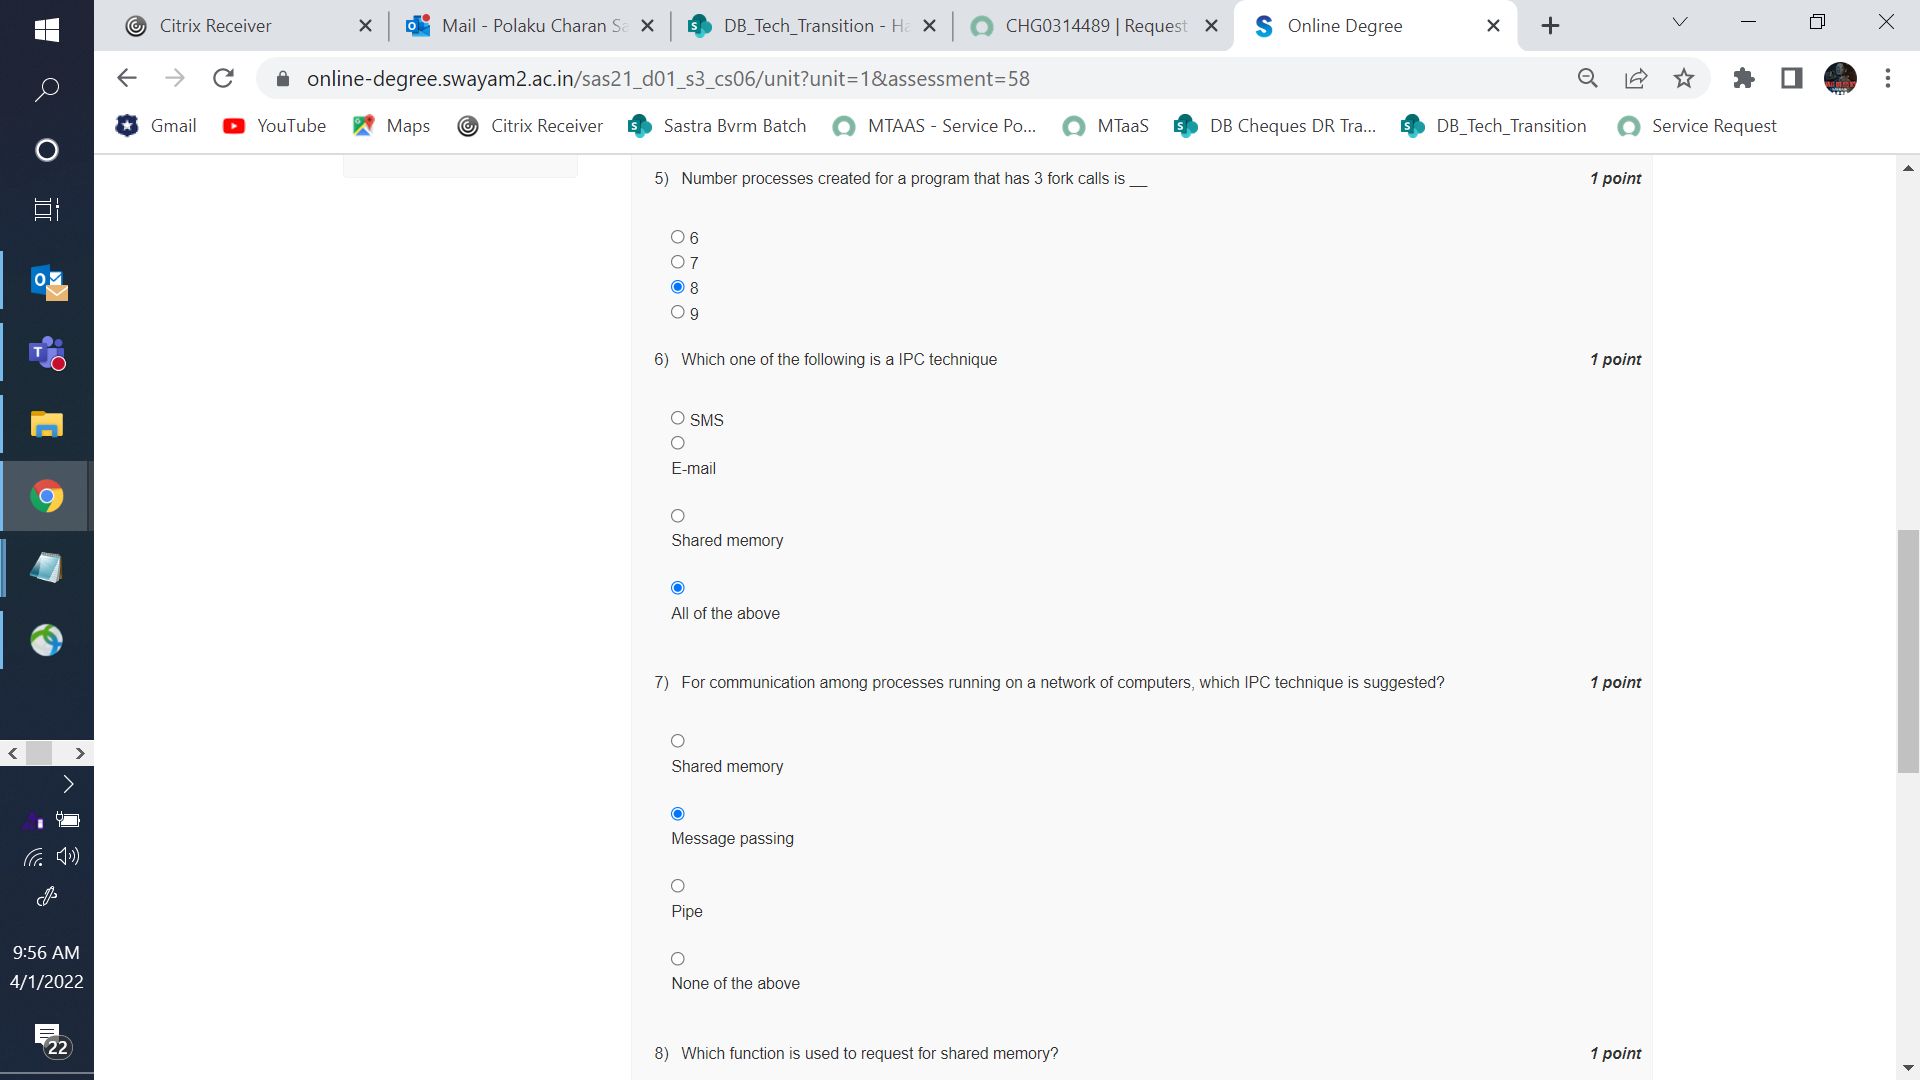 Citrix Receiver
Mail - Polaku Charan Sa
DB_Tech_Transition - Ha
CHG0314489 | Request
Online Degree
online-degree.swayam2.ac.in/sas21_d01_s3_cs06/unit?unit=1&assessment=58
Gmail
YouTube
Maps
Citrix Receiver
Sastra Bvrm Batch
MTAAS - Service Po...
MTaaS
DB Cheques DR Tra...
DB_Tech_Transition
Service Request
5) Number processes created for a program that has 3 fork calls is __
1 point
6
7
8
9
6) Which one of the following is a IPC technique
1 point
SMS
E-mail
Shared memory
All of the above
7) For communication among processes running on a network of computers, which IPC technique is suggested?
1 point
Shared memory
Message passing
Pipe
None of the above
8) Which function is used to request for shared memory?
1 point
9:56 AM
4/1/2022
22